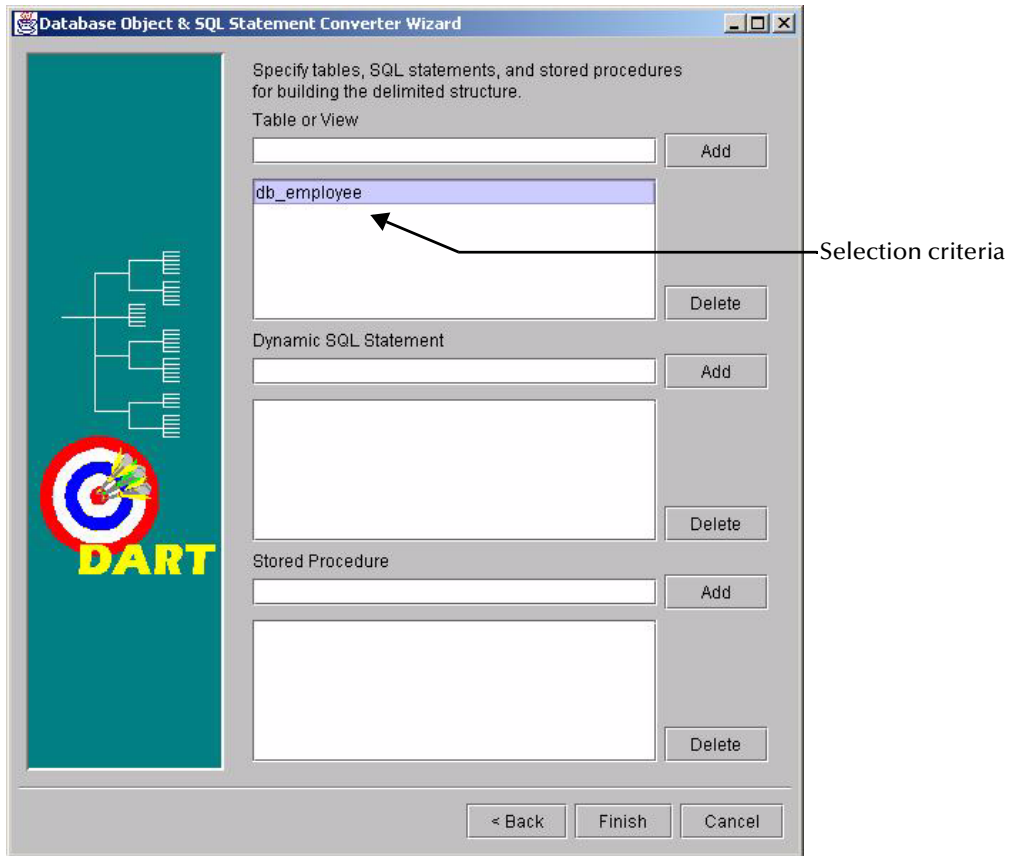 Database Object & SQL Statement Converter Wizard
Specify tables, SQL statements, and stored procedures
for building the delimited structure.
Table or View
Add
db_employee
Selection criteria
Delete
Dynamic SQL Statement
Add
Delete
DART
Stored Procedure
Add
Delete
< Back
Finish
Cancel